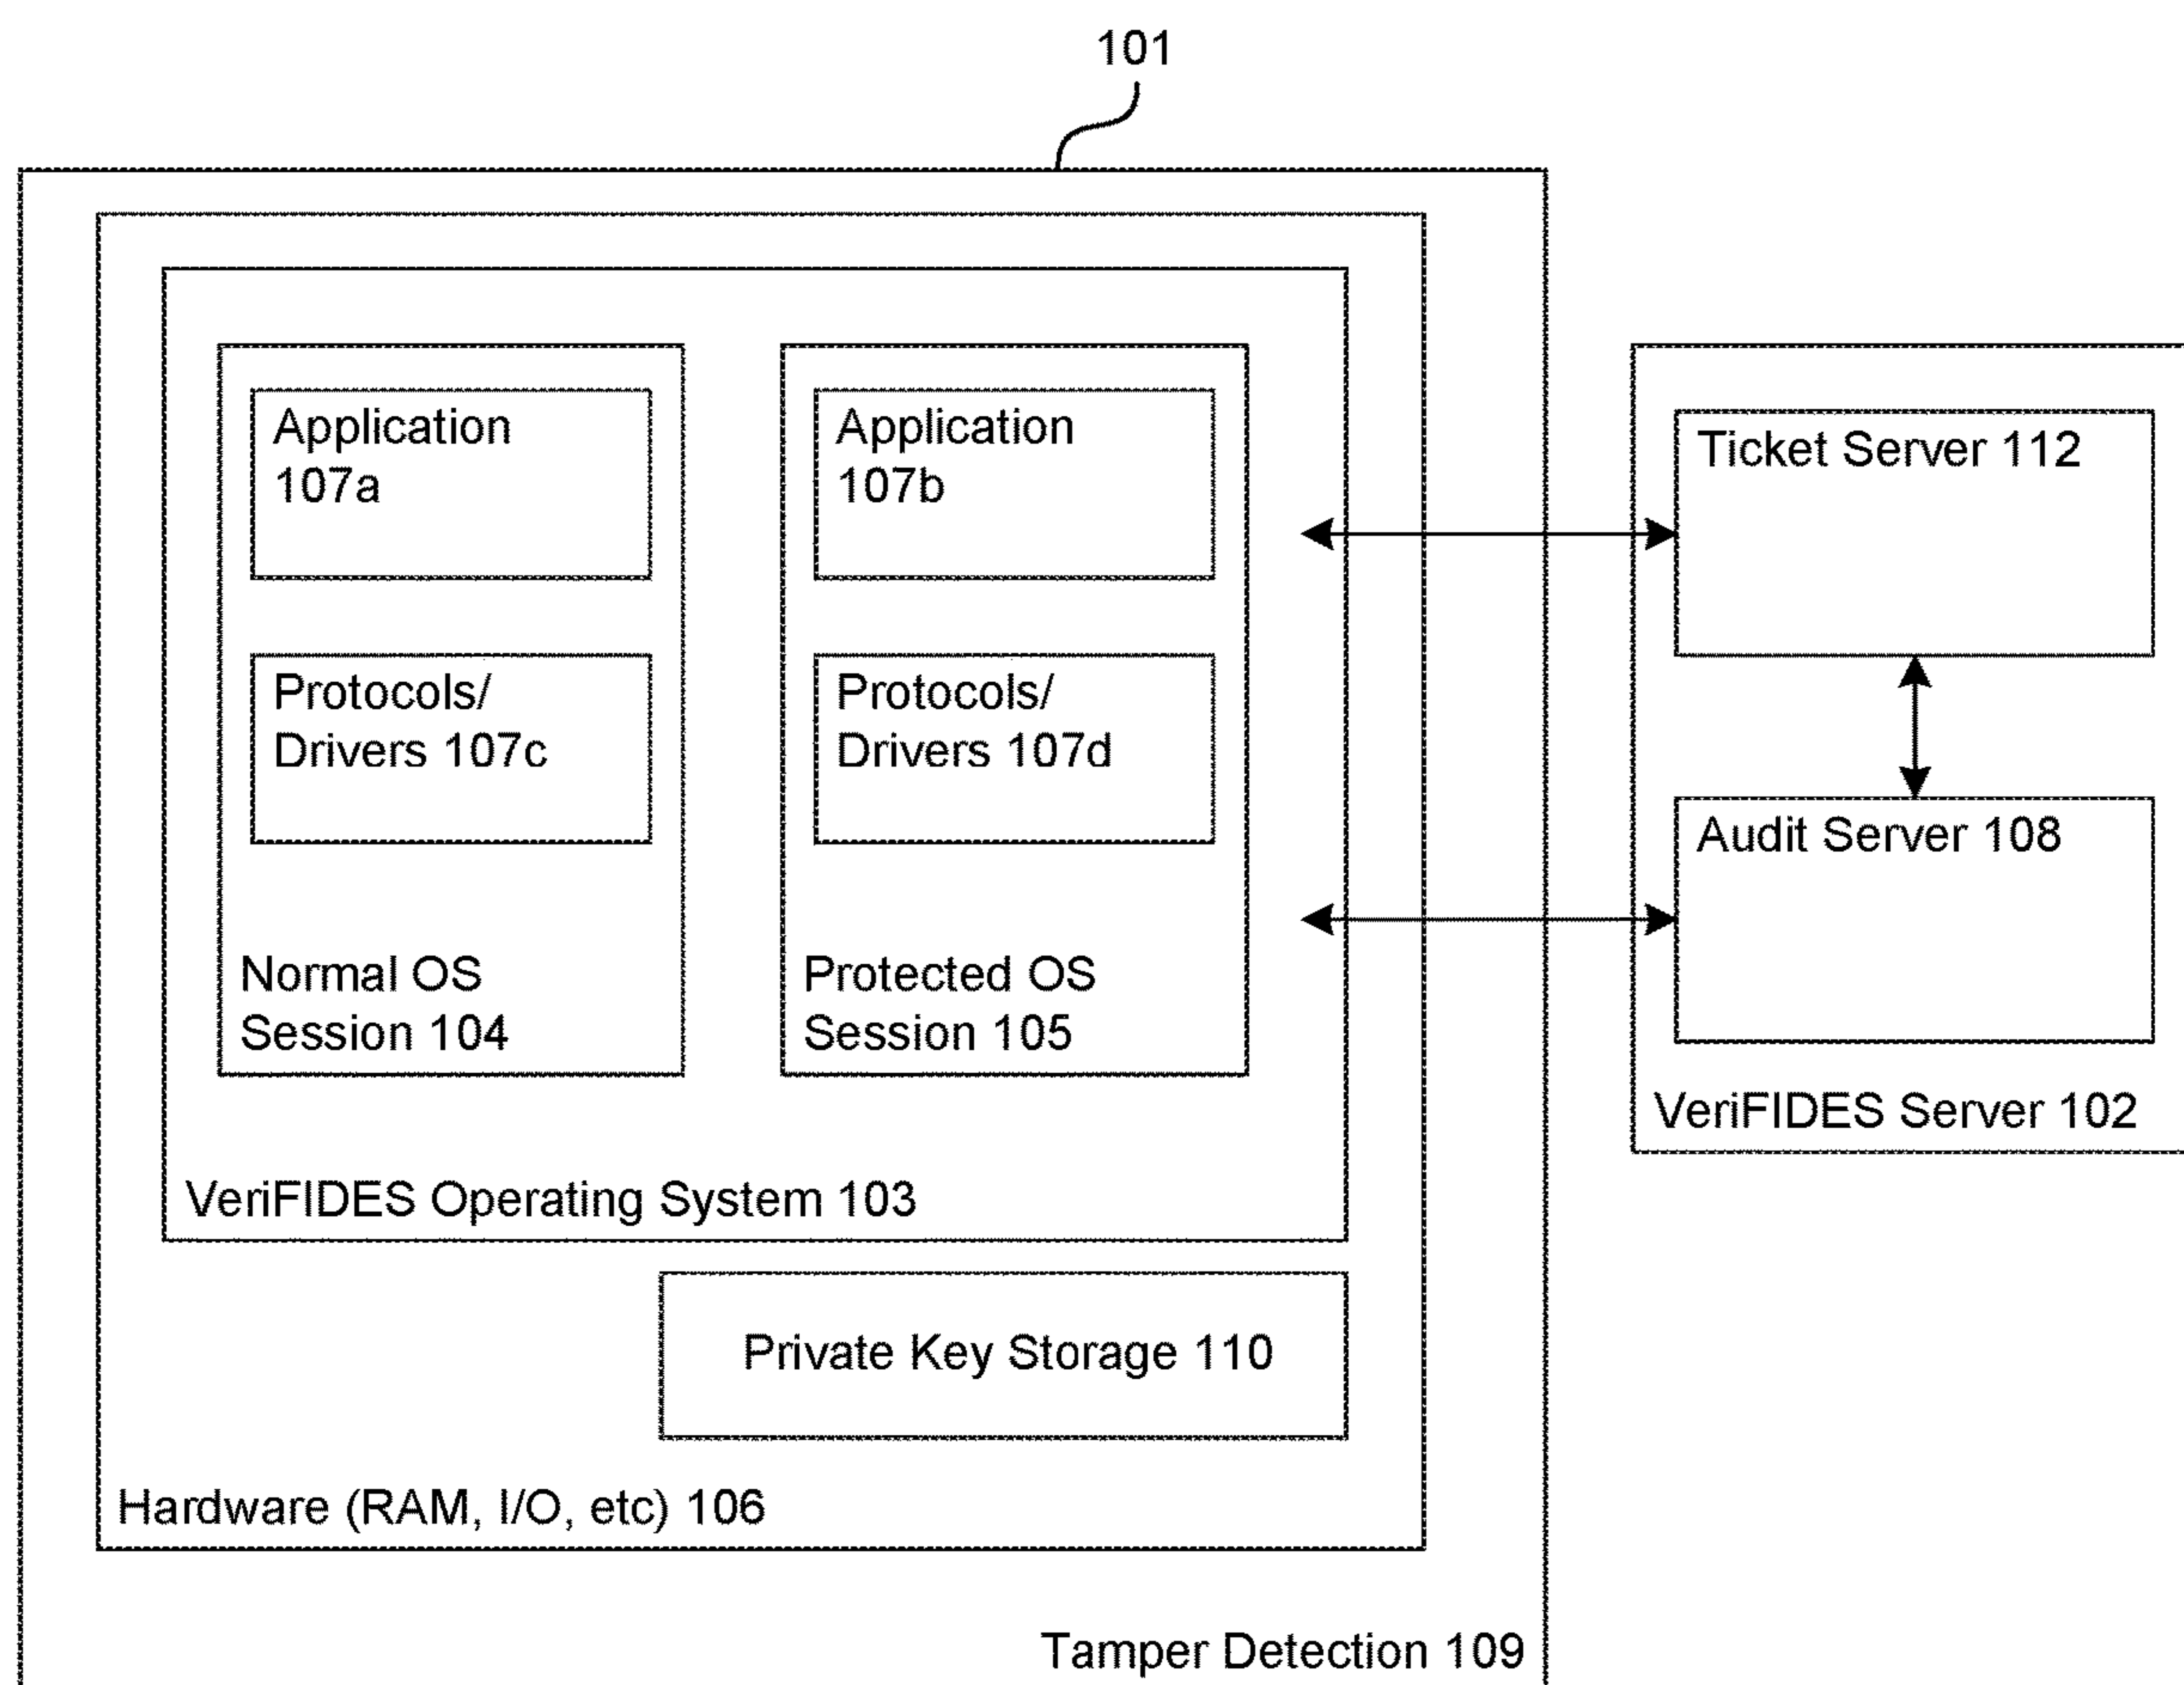 101
Application
107a
Protocols/
Drivers 107c
Normal OS
Session 104
Application
107b
Protocols/
Drivers 107d
Protected OS
Session 105
VeriFIDES Operating System 103
Private Key Storage 110
Hardware (RAM, I/O, etc) 106
Tamper Detection 109
Ticket Server 112
Audit Server 108
VeriFIDES Server 102